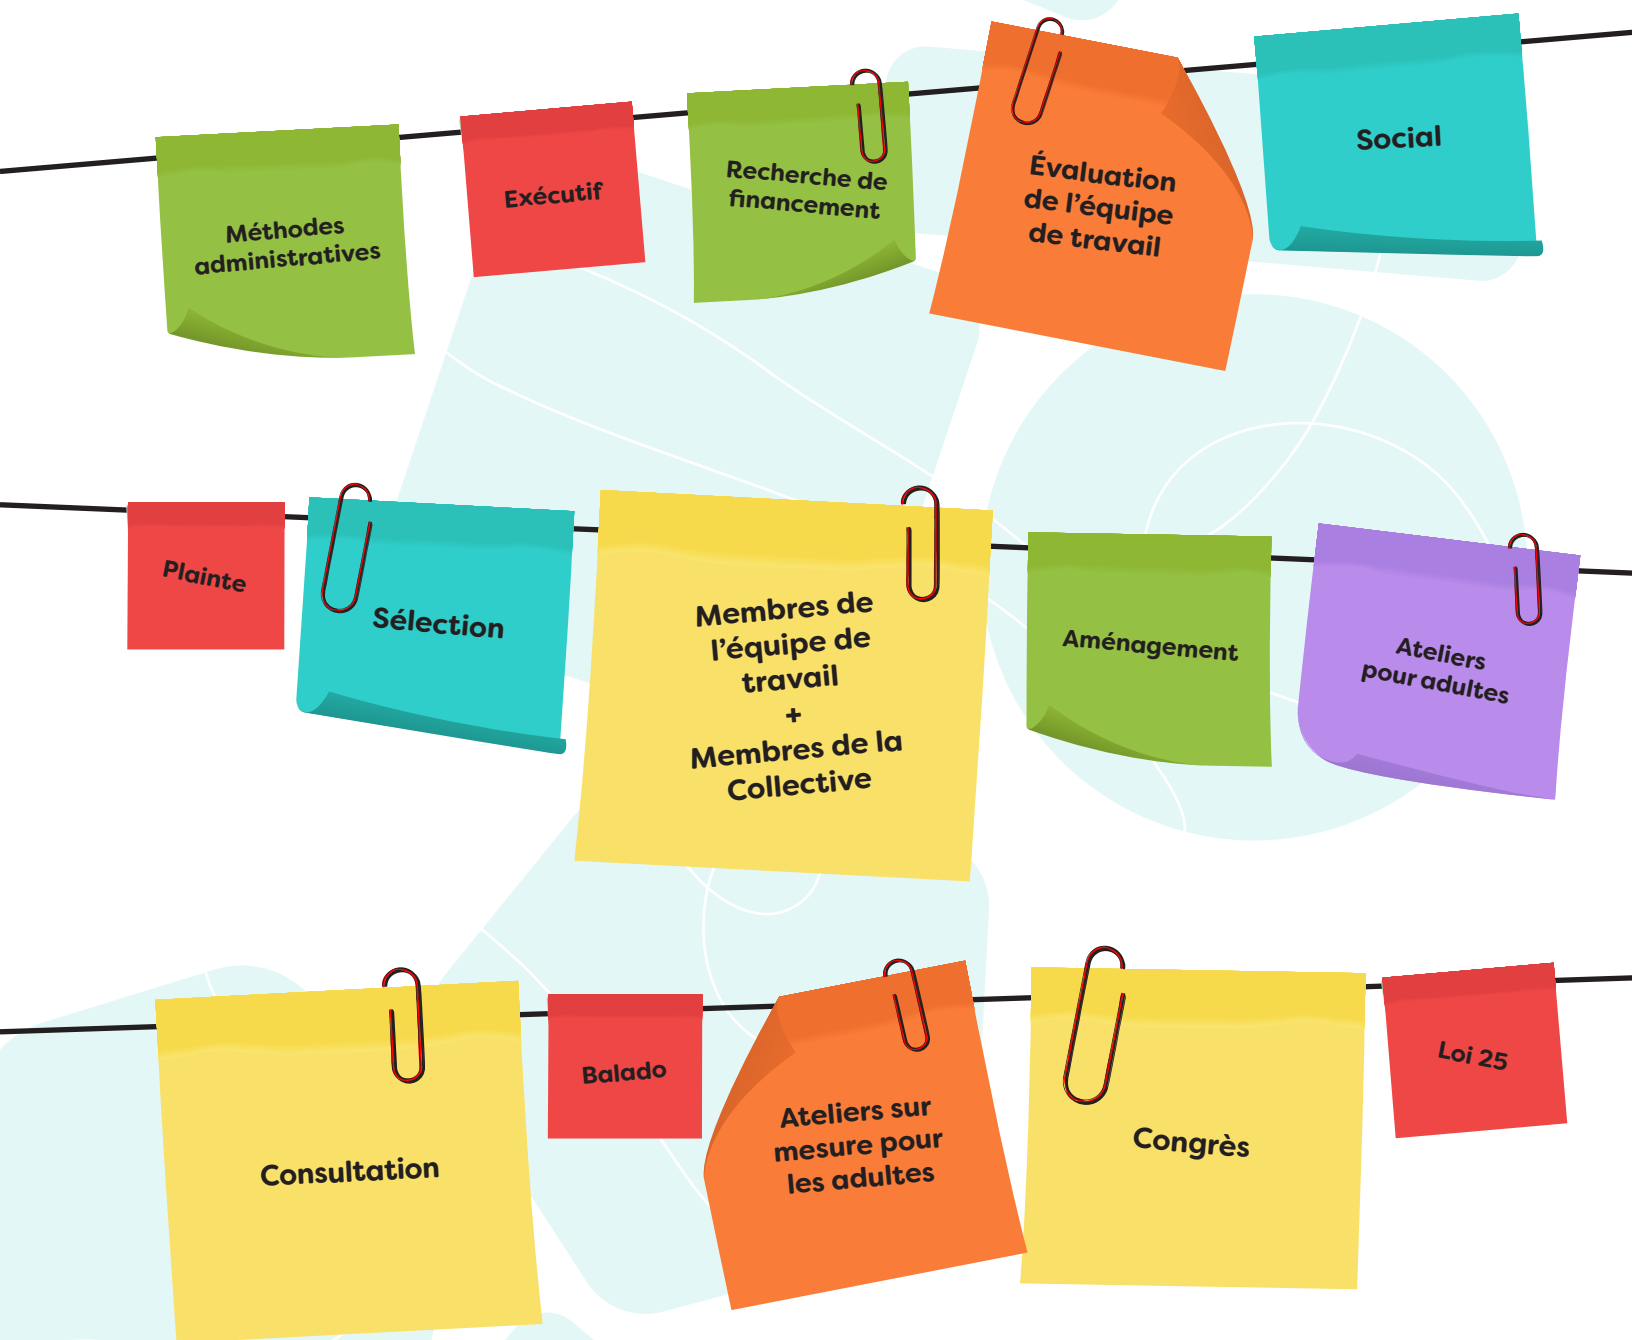 Méthodes
administratives
Exécutif
Recherche de
financement
Évaluation
de l'équipe
de travail
Social
Plainte
Sélection
Membres de
l'équipe de
travail
+
Membres de la
Collective
Aménagement
Ateliers
pour adultes
Consultation
Balado
Ateliers sur
mesure pour
les adultes
Congrès
Loi 25